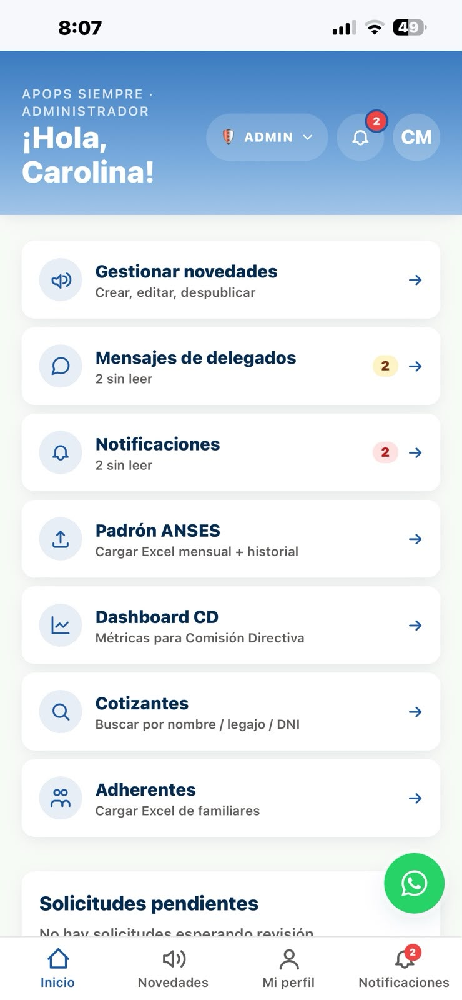 8:07
49
APOPS SIEMPRE ·
ADMINISTRADOR
¡Hola,
Carolina!
ADMIN
2
CM
Gestionar novedades
Crear, editar, despublicar
Mensajes de delegados
2 sin leer
2
Notificaciones
2 sin leer
2
Padrón ANSES
Cargar Excel mensual + historial
Dashboard CD
Métricas para Comisión Directiva
Cotizantes
Buscar por nombre / legajo / DNI
Adherentes
Cargar Excel de familiares
Solicitudes pendientes
No hay solicitudes esperando revisión
2
Inicio
Novedades
Mi perfil
Notificaciones